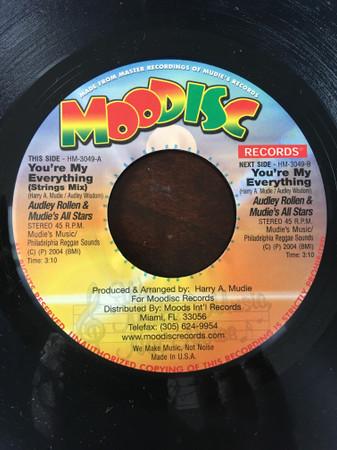 MADE FROM MASTER RECORDINGS OF MUDIE'S RECORDS
MOODISC
RECORDS
THIS SIDE - HM-3049-A
You're My
Everything
(Strings Mix)
(Harry A. Mudie / Audley Wisdom)
Audley Rollen &
Mudie's All Stars
STEREO 45 R.P.M.
Mudie's Music/
Philadelphia Reggae Sounds
C) (P) 2004 (BMI)
Time: 3:10
NEXT SIDE - HM-3049-B
You're My
Everything
(Harry A. Mudie / Audley Wisdom)
Audley Rollen &
Mudie's All Stars
STEREO 45 R.P.M.
Mudie's Music/
Philadelphia Reggae Sounds
C) (P) 2004 (BMI)
Time: 3:10
Produced & Arranged by: Harry A. Mudie
For Moodisc Records
Distributed By: Moods Int'l Records
Miami, FL 33056
Telefax: (305) 624-9954
www.moodiscrecords.com
We Make Music, Not Noise
Made in U.S.A.
UNAUTHORIZED COPYING OF THIS RECORDING IS
RESERVED